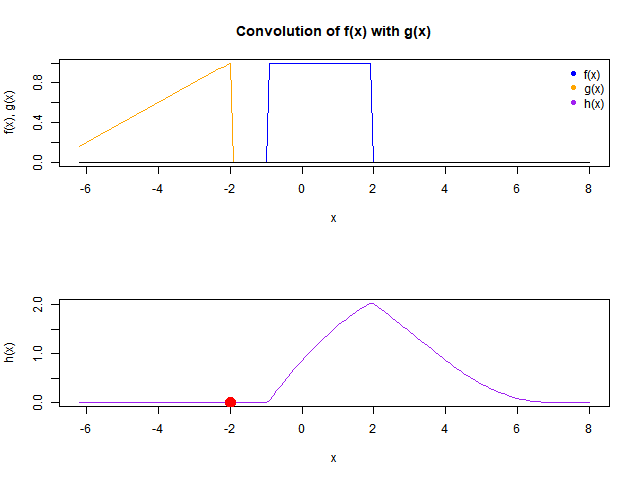 Convolution of f(x) with g(x)
f(x), g(x)
0.0 0.4 0.8
f(x)
g(x)
h(x)
-6 -4 -2 0 2 4 6 8
x
h(x)
0.0 1.0 2.0
-6 -4 -2 0 2 4 6 8
x